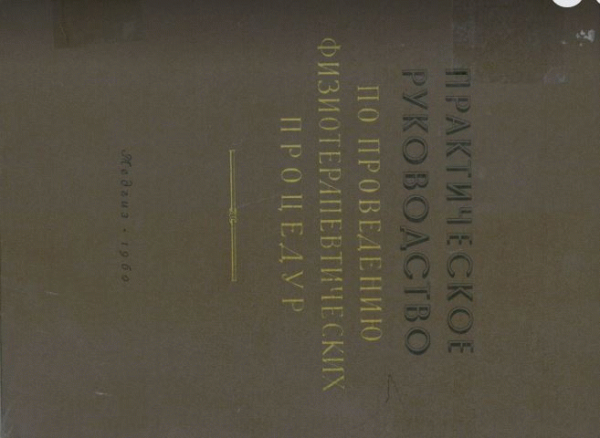 ПРАКТИЧЕСКОЕ
РУКОВОДСТВО
ПО ПРОВЕДЕНИЮ
ФИЗИОТЕРАПЕВТИЧЕСКИХ
ПРОЦЕДУР
Медгиз • 1960